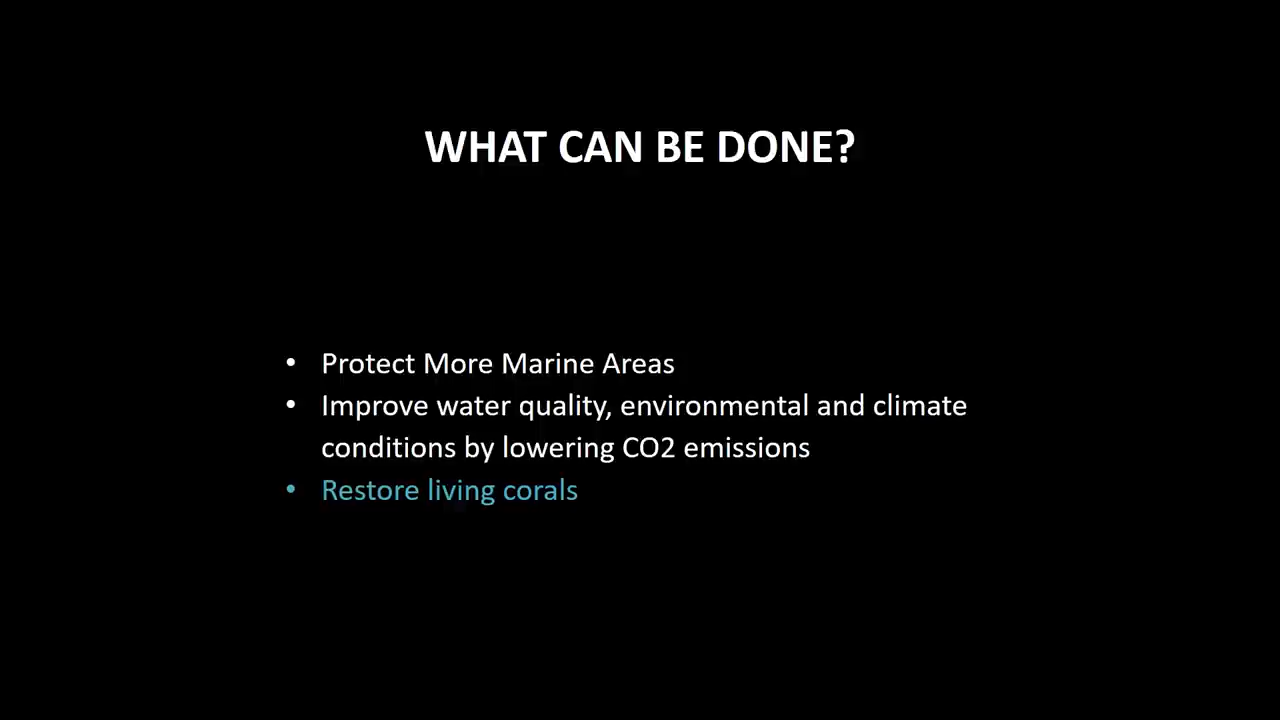 WHAT CAN BE DONE?
• Protect More Marine Areas
• Improve water quality, environmental and climate
conditions by lowering CO2 emissions
• Restore living corals